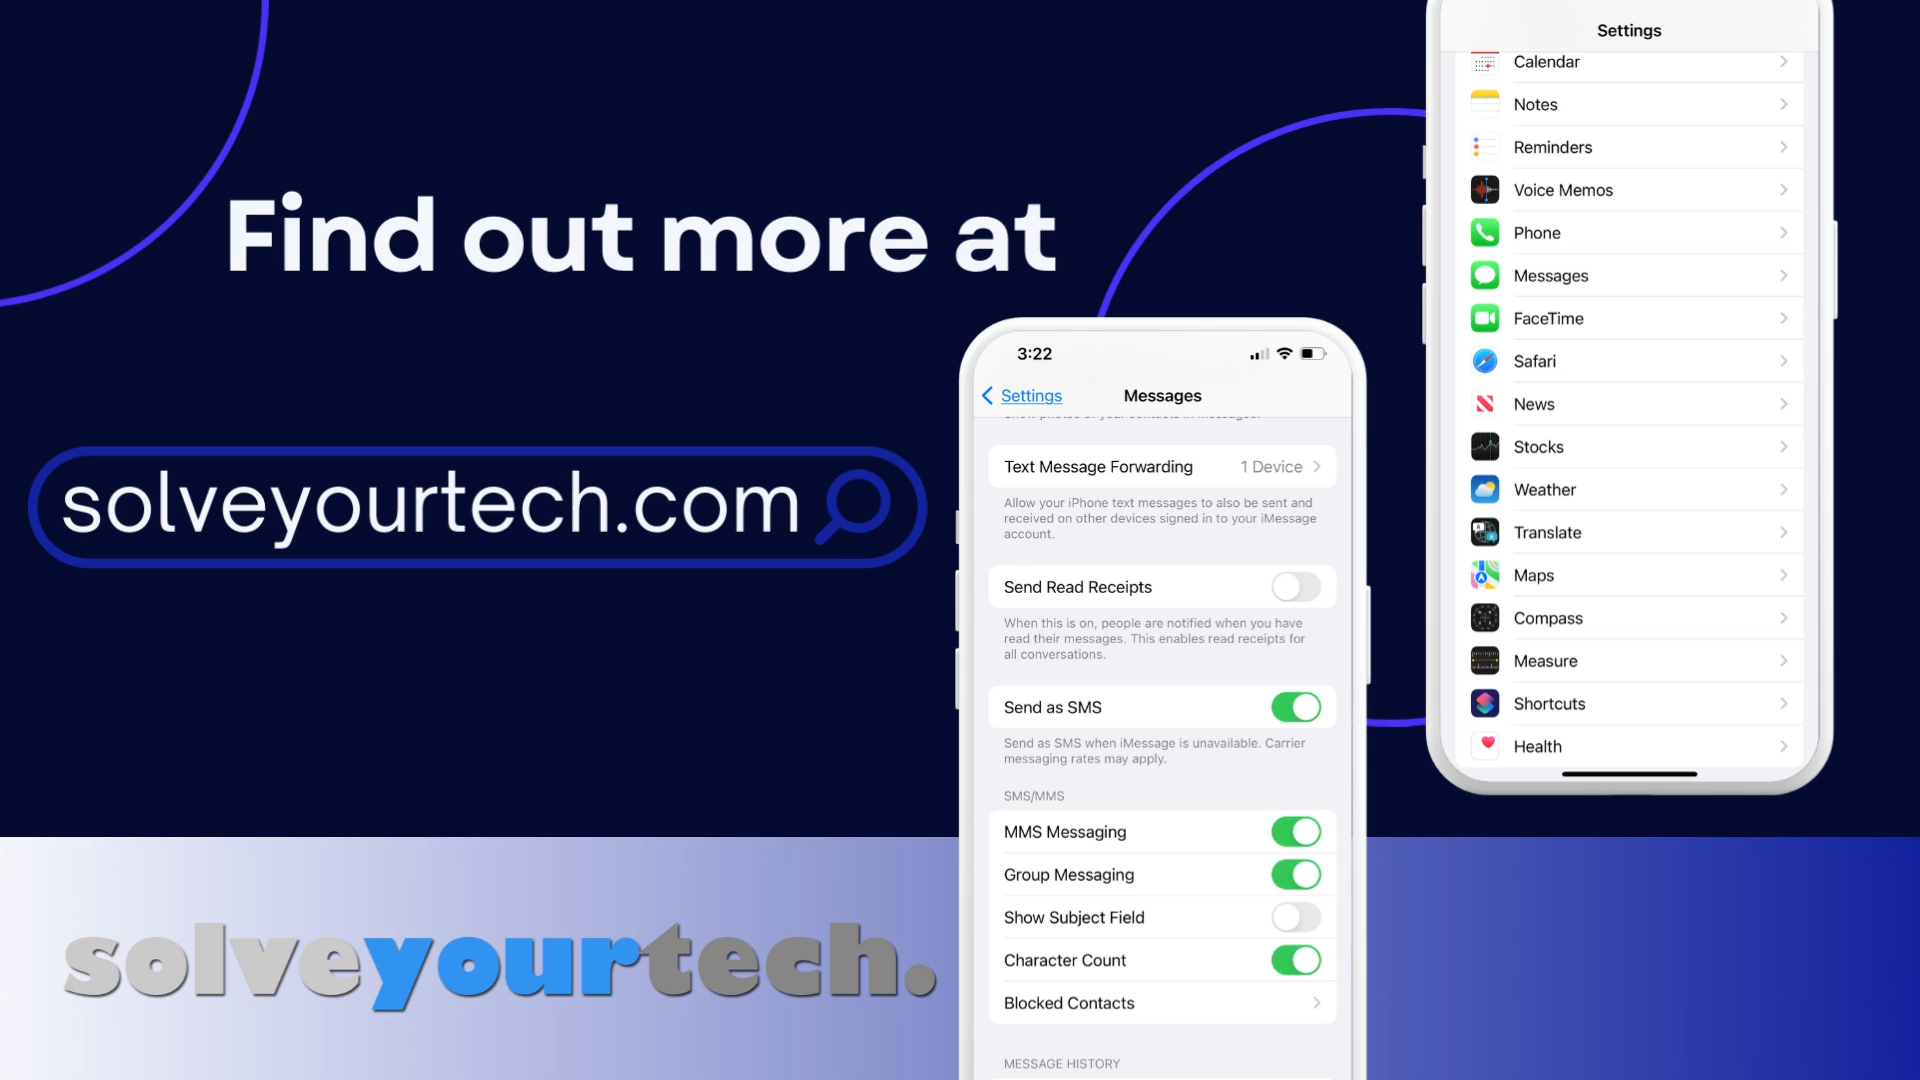 Find out more at
solveyourtech.com
solveyourtech.
3:22
Settings
Messages
Text Message Forwarding
1 Device
Allow your iPhone text messages to also be sent and
received on other devices signed in to your iMessage
account.
Send Read Receipts
When this is on, people are notified when you have
read their messages. This enables read receipts for
all conversations.
Send as SMS
Send as SMS when iMessage is unavailable. Carrier
messaging rates may apply.
SMS/MMS
MMS Messaging
Group Messaging
Show Subject Field
Character Count
Blocked Contacts
MESSAGE HISTORY
Settings
Calendar
Notes
Reminders
Voice Memos
Phone
Messages
FaceTime
Safari
News
Stocks
Weather
Translate
Maps
Compass
Measure
Shortcuts
Health